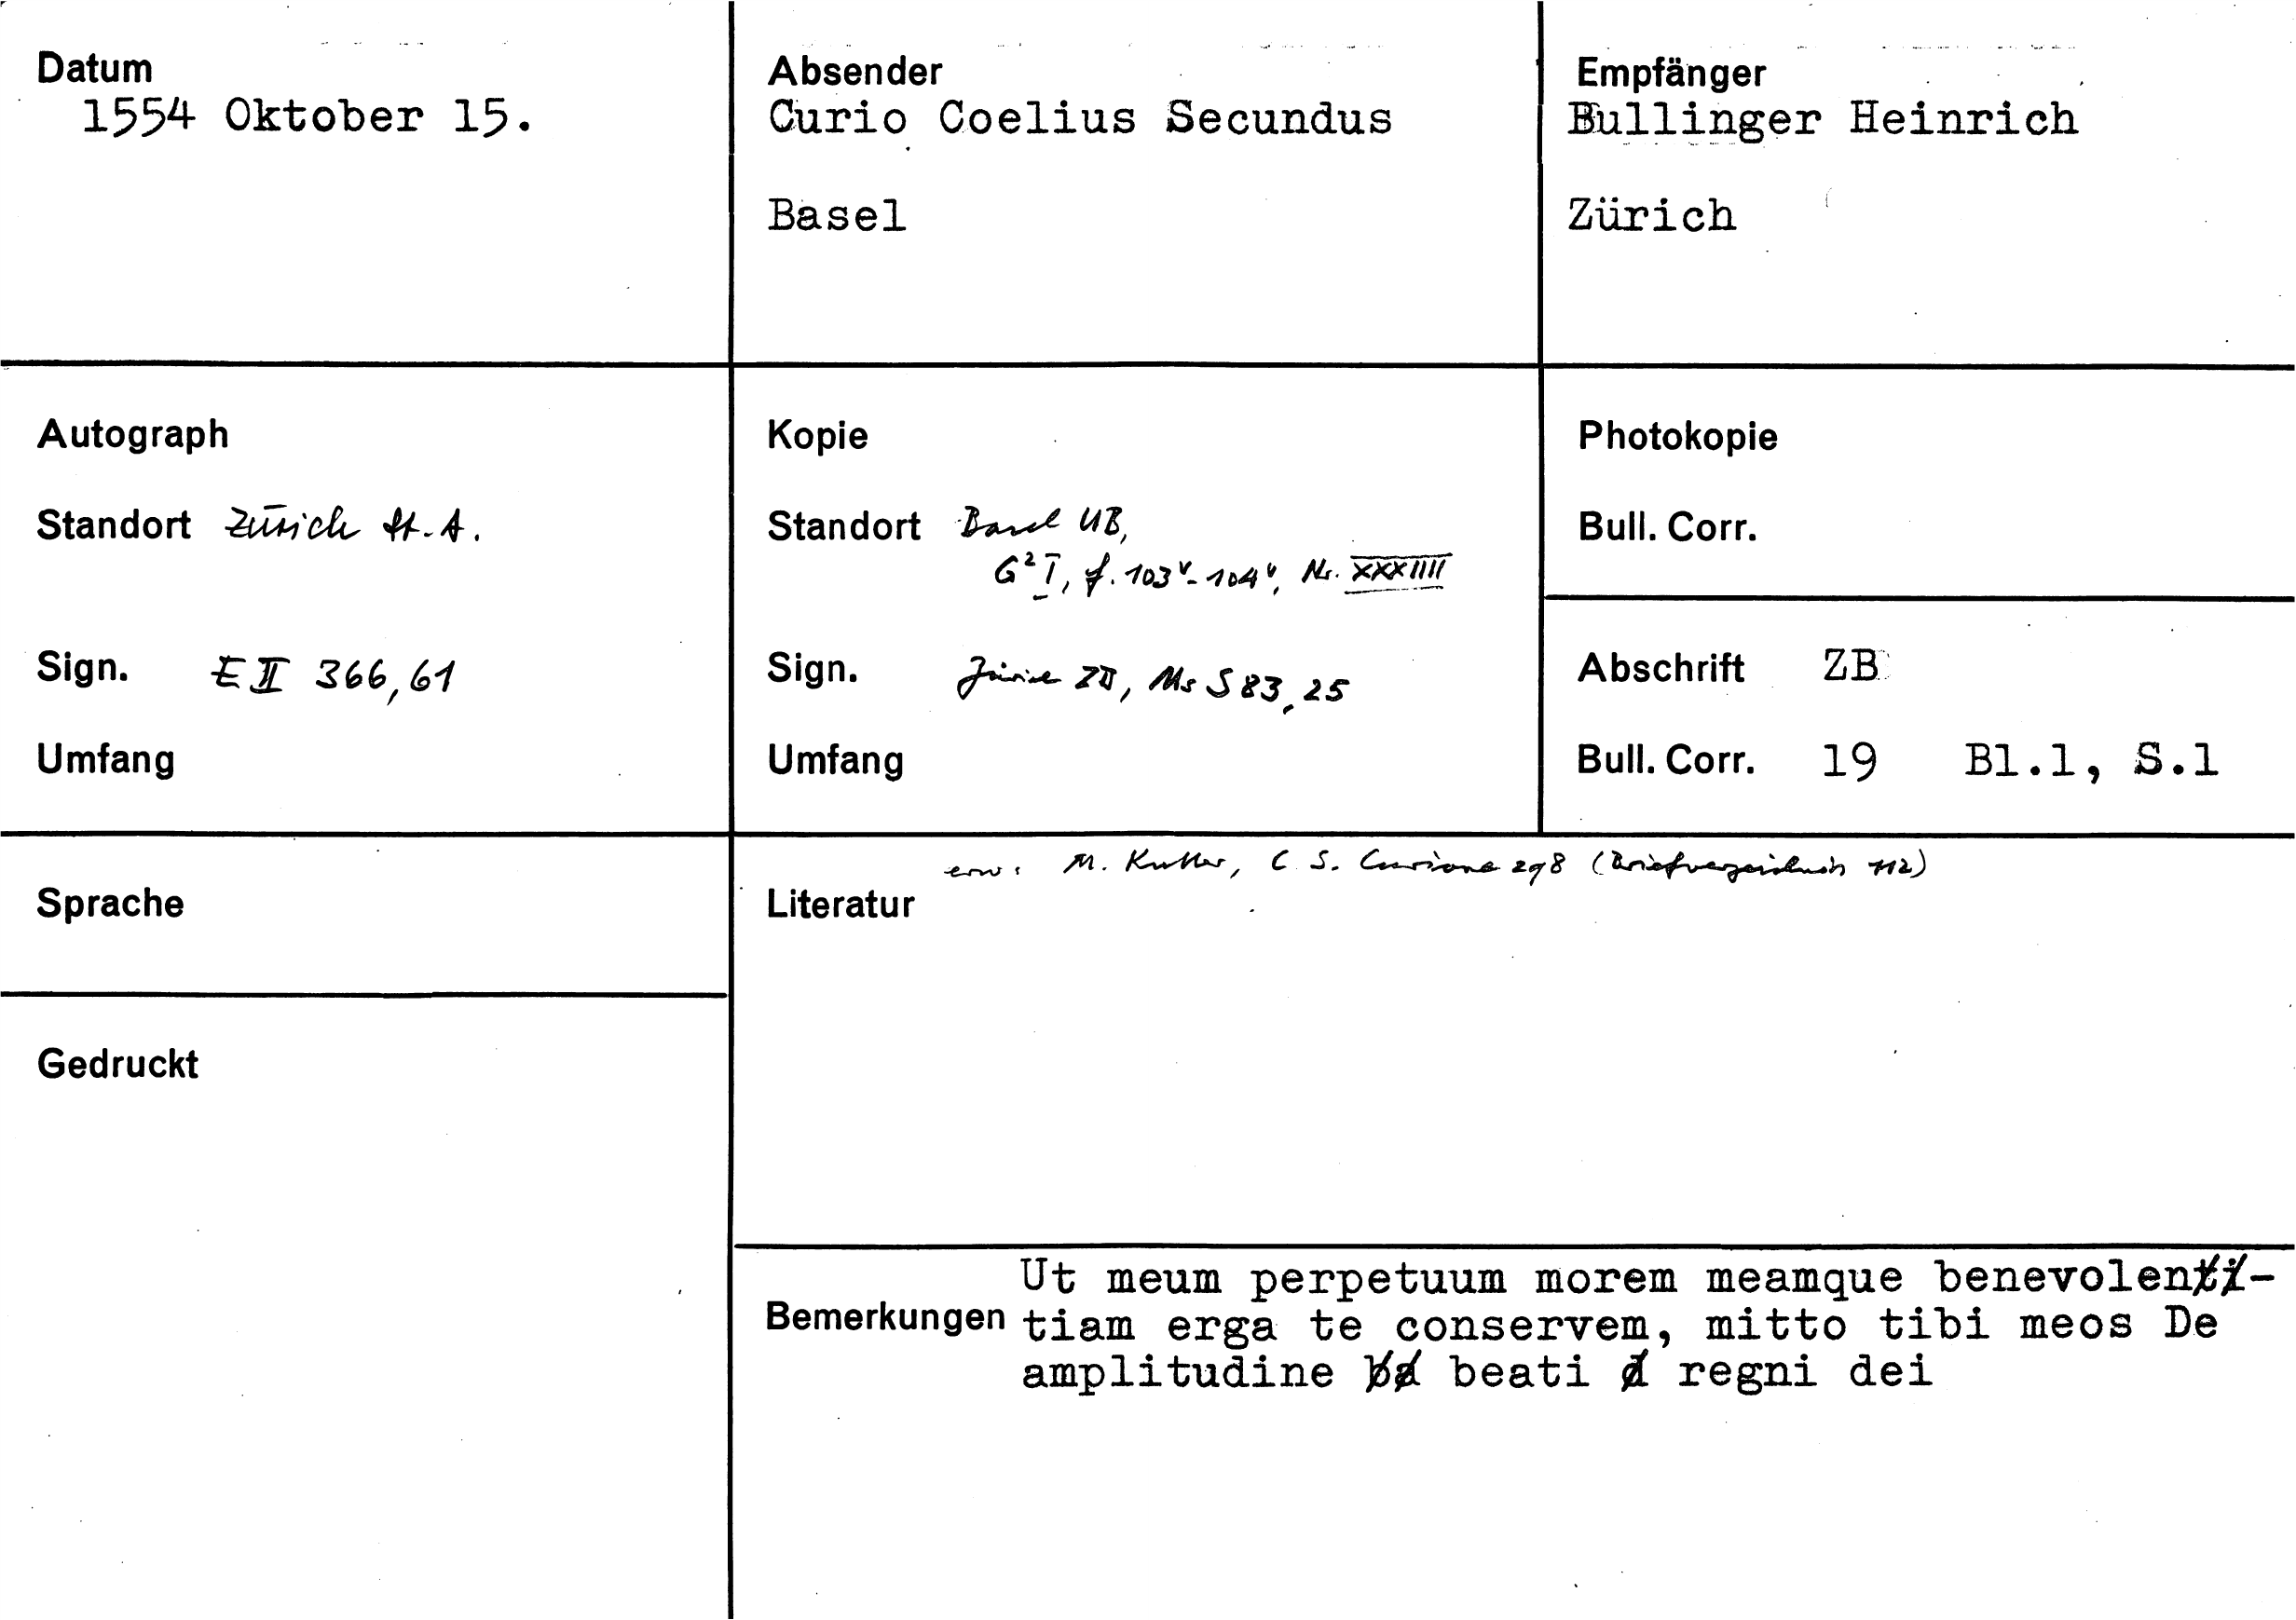 Datum
1554 Oktober 15.
Absender
Curio Coelius Secundus
Basel
Empfänger
Bullinger Heinrich
Zürich
Autograph
Standort Zürich St.A.
Sign. E II 366,61
Umfang
Kopie
Standort Basel UB,
G² I, f. 103v-104v, Nr. XXXIIII
Sign. Zürich ZB, Ms S 83,25
Umfang
Photokopie
Bull. Corr.
Abschrift ZB
Bull. Corr. 19 Bl.1, S.1
Sprache
Gedruckt
erw. M. Kutter, C. S. Curione 298 (Briefverzeichnis 112)
Literatur
Bemerkungen
Ut meum perpetuum morem meamque benevolenti-
tiam erga te conservem, mitto tibi meos De
amplitudine ba beati d regni dei